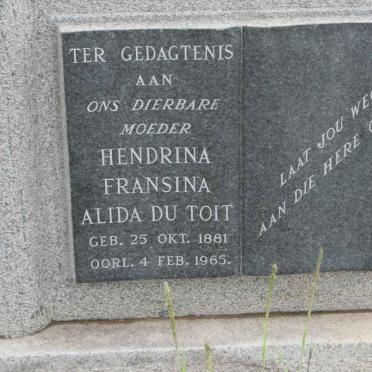 TER GEDAGTENIS
AAN
ONS DIERBARE
MOEDER
HENDRINA
FRANSINA
ALIDA DU TOIT
GEB. 25 OKT. 1881
OORL. 4 FEB. 1965.
LAAT JOU WEG
AAN DIE HERE